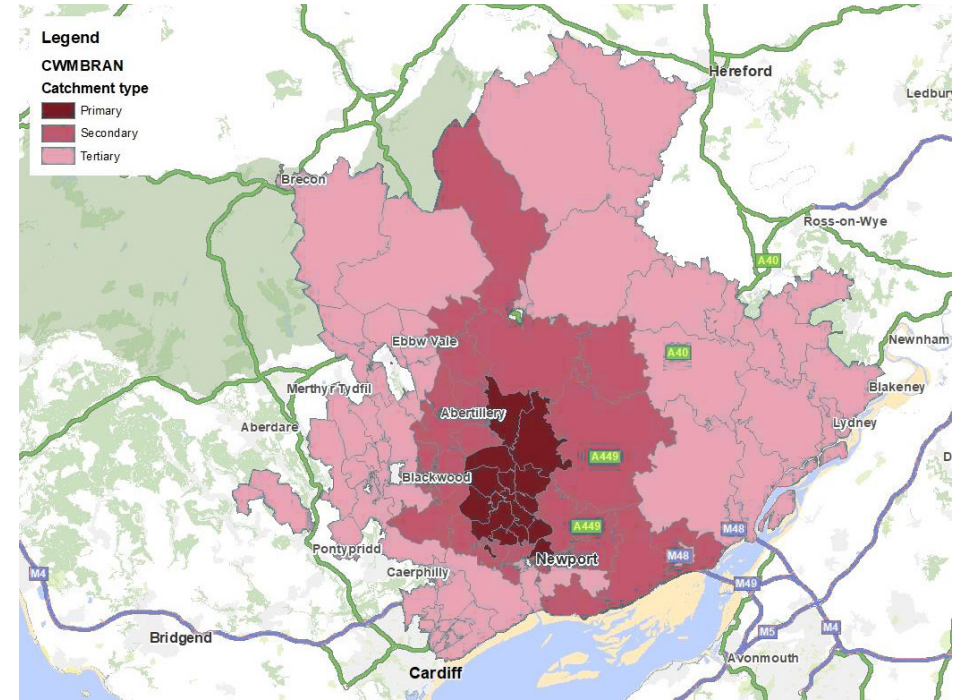 Legend
CWMBRAN
Catchment type
Primary
Secondary
Tertiary
Hereford
Ledbury
Brecon
Ross-on-Wye
A40
Newnham
Ebbw Vale
A40
Merthyr Tydfil
Blakeney
Abertillery
Aberdare
Lydney
A449
D
Blackwood
A449
M48
Pontypridd
Newport
M48
Caerphilly
M4
M49
M5
M4
Bridgend
Avonmouth
Cardiff